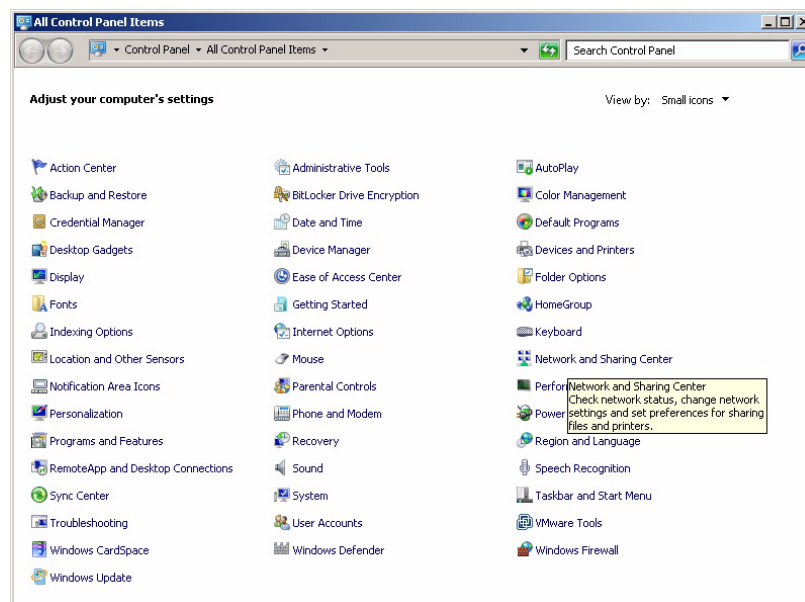 All Control Panel Items
Control Panel All Control Panel Items Search Control Panel
Adjust your computer's settings View by: Small icons
Action Center Administrative Tools AutoPlay
Backup and Restore BitLocker Drive Encryption Color Management
Credential Manager Date and Time Default Programs
Desktop Gadgets Device Manager Devices and Printers
Display Ease of Access Center Folder Options
Fonts Getting Started HomeGroup
Indexing Options Internet Options Keyboard
Location and Other Sensors Mouse Network and Sharing Center
Notification Area Icons Parental Controls Perfor
Network and Sharing Center
Check network status, change network
settings and set preferences for sharing
files and printers.
Personalization Phone and Modem Power
Programs and Features Recovery Region and Language
RemoteApp and Desktop Connections Sound Speech Recognition
Sync Center System Taskbar and Start Menu
Troubleshooting User Accounts VMware Tools
Windows CardSpace Windows Defender Windows Firewall
Windows Update